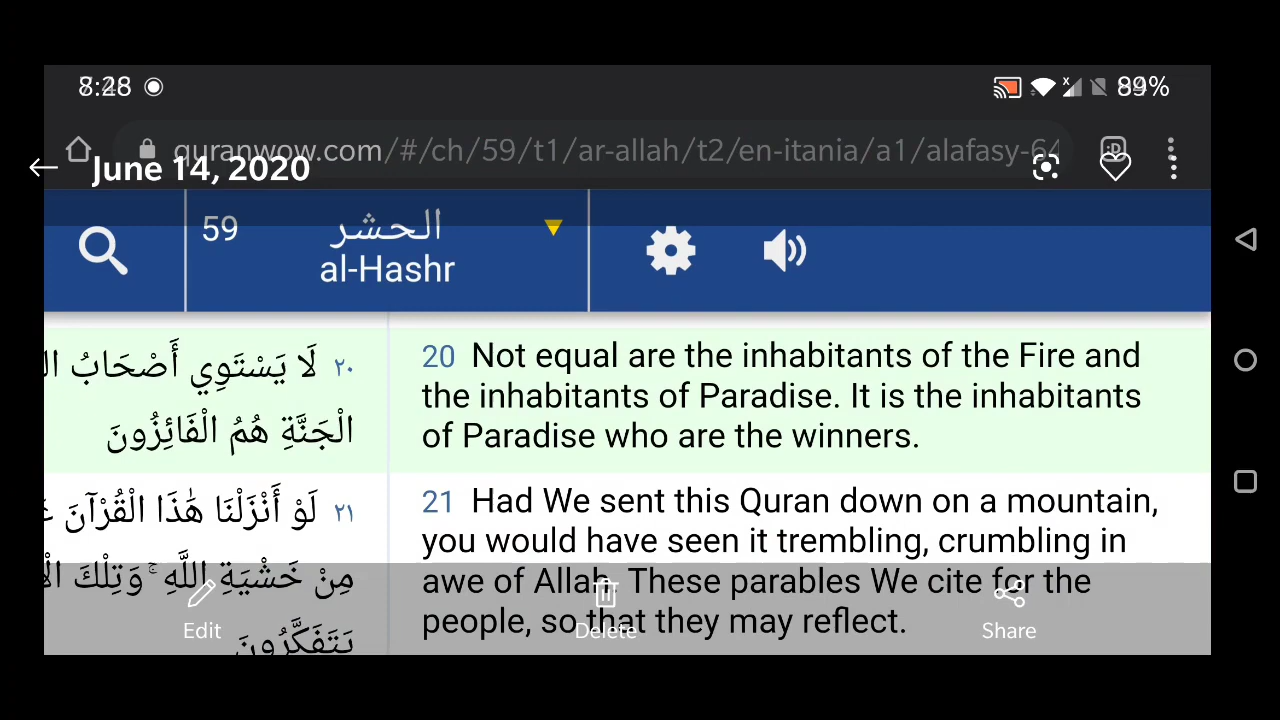 8:28 89%
quranwow.com/#/ch/59/t1/ar-allah/t2/en-itania/a1/alafasy-64
June 14, 2020
59 الحشر
al-Hashr
٢٠ لَا يَسْتَوِي أَصْحَابُ
الْجَنَّةِ هُمُ الْفَائِزُونَ
20 Not equal are the inhabitants of the Fire and
the inhabitants of Paradise. It is the inhabitants
of Paradise who are the winners.
٢١ لَوْ أَنْزَلْنَا هَٰذَا الْقُرْآنَ
مِنْ خَشْيَةِ اللَّهِ ۚ وَتِلْكَ
يَتَفَكَّرُونَ
21 Had We sent this Quran down on a mountain,
you would have seen it trembling, crumbling in
awe of Allah. These parables We cite for the
people, so that they may reflect.
Edit Delete Share